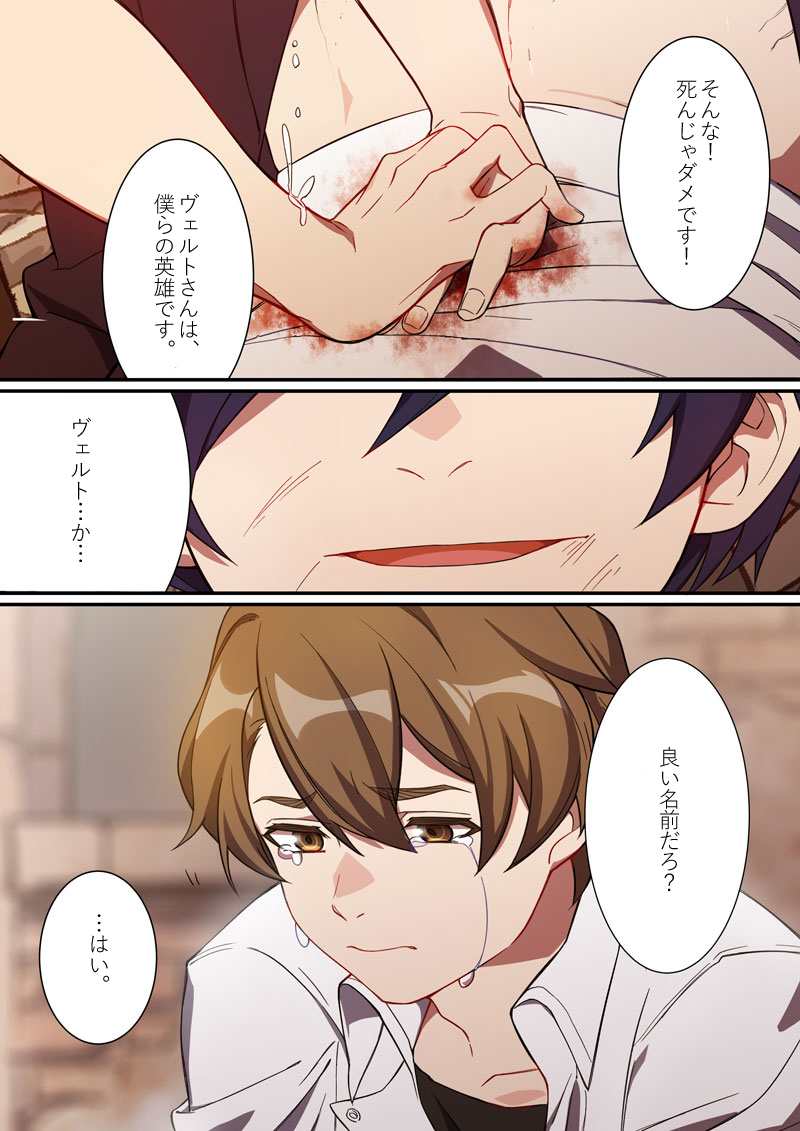 そんな！
死んじゃダメです！
ヴェルトさんは、
僕らの英雄です。
ヴェルト…か…
良い名前だろ？
…はい。